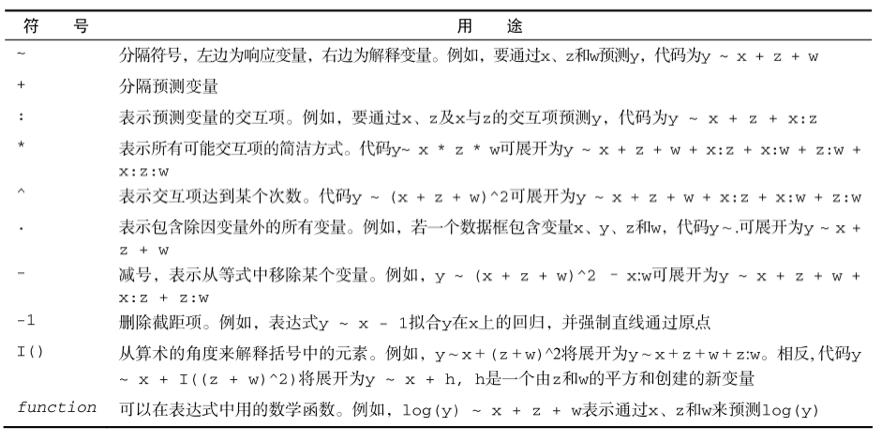 符 号 用 途
~ 分隔符号，左边为响应变量，右边为解释变量。例如，要通过x、z和w预测y，代码为y ~ x + z + w
+ 分隔预测变量
: 表示预测变量的交互项。例如，要通过x、z及x与z的交互项预测y，代码为y ~ x + z + x:z
* 表示所有可能交互项的简洁方式。代码y~ x * z * w可展开为y ~ x + z + w + x:z + x:w + z:w +
x:z:w
^ 表示交互项达到某个次数。代码y ~ (x + z + w)^2可展开为y ~ x + z + w + x:z + x:w + z:w
. 表示包含除因变量外的所有变量。例如，若一个数据框包含变量x、y、z和w，代码y~.可展开为y ~ x +
z + w
- 减号，表示从等式中移除某个变量。例如，y ~ (x + z + w)^2 – x:w可展开为y ~ x + z + w +
x:z + z:w
-1 删除截距项。例如，表达式y ~ x - 1拟合y在x上的回归，并强制直线通过原点
I() 从算术的角度来解释括号中的元素。例如，y~x+(z+w)^2将展开为y~x+z+w+z:w。相反，代码y
~ x + I((z + w)^2)将展开为y ~ x + h, h是一个由z和w的平方和创建的新变量
function 可以在表达式中用的数学函数。例如，log(y) ~ x + z + w表示通过x、z和w来预测log(y)